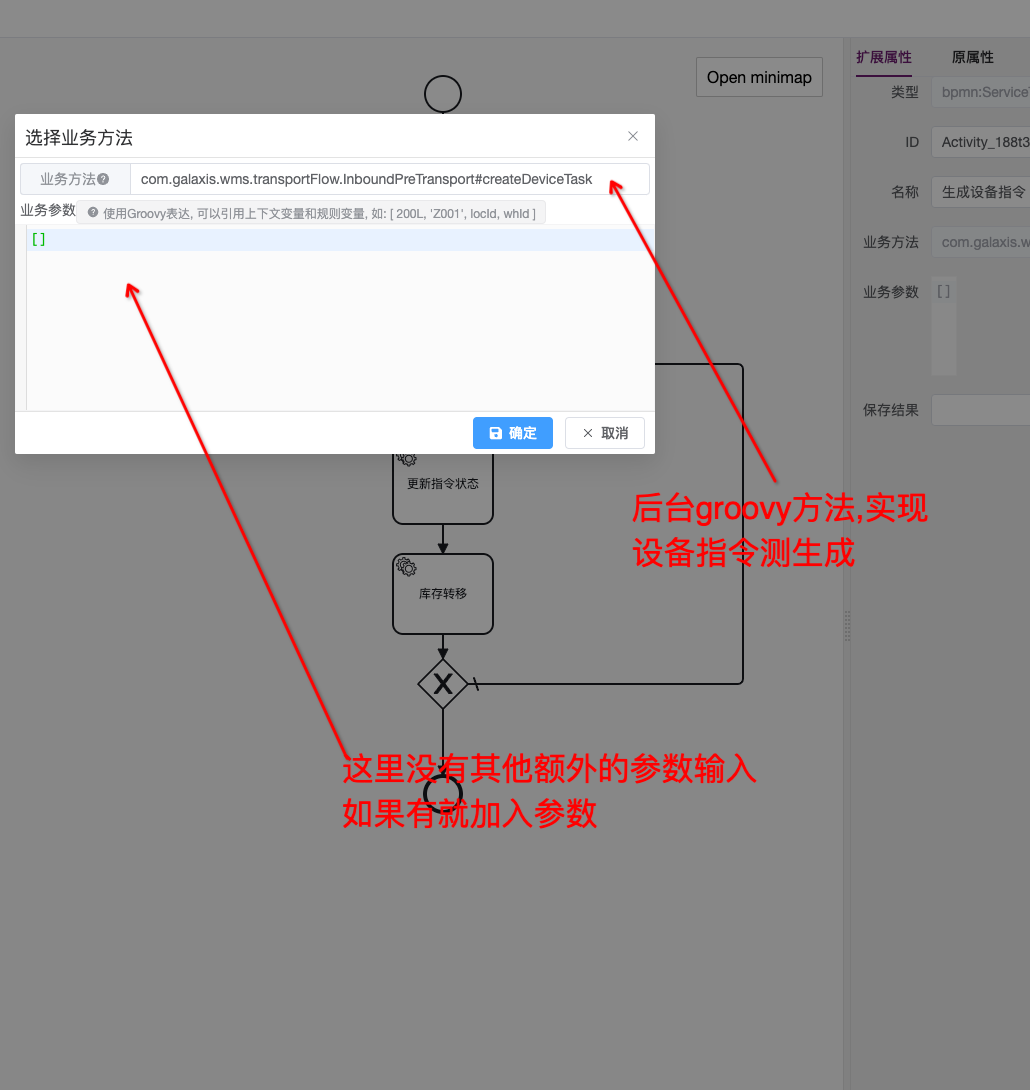 Open minimap
扩展属性
原属性
类型
bpmn:Service
ID
Activity_188t3
名称
生成设备指令
业务方法
com.galaxis.w
业务参数
[]
保存结果
选择业务方法
业务方法
com.galaxis.wms.transportFlow.InboundPreTransport#createDeviceTask
业务参数
使用Groovy表达, 可以引用上下文变量和规则变量, 如: [ 200L, 'Z001', locId, whId ]
[]
确定
取消
更新指令状态
库存转移
后台groovy方法,实现
设备指令测生成
这里没有其他额外的参数输入
如果有就加入参数